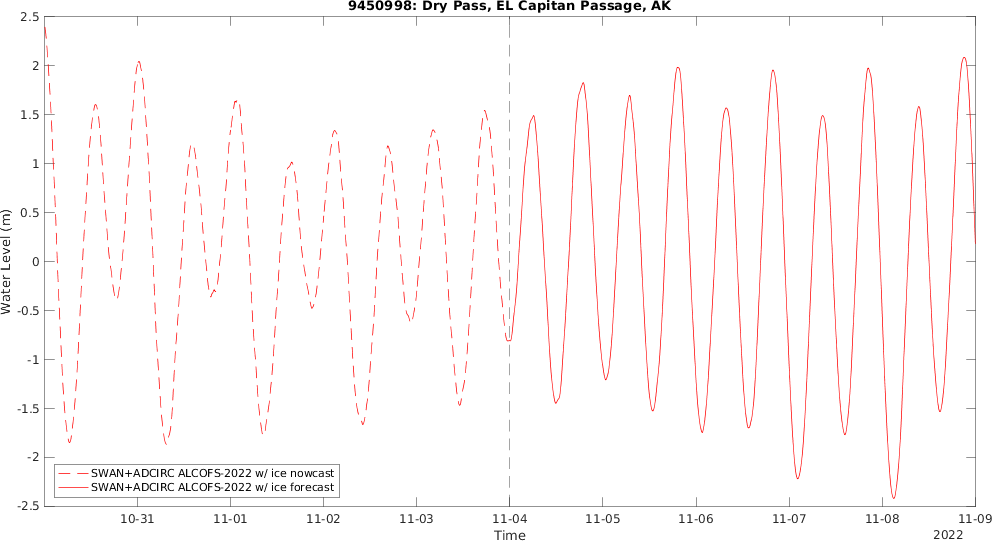 9450998: Dry Pass, EL Capitan Passage, AK
Water Level (m)
2.5
2
1.5
1
0.5
0
-0.5
-1
-1.5
-2
-2.5
SWAN+ADCIRC ALCOFS-2022 w/ ice nowcast
SWAN+ADCIRC ALCOFS-2022 w/ ice forecast
10-31 11-01 11-02 11-03 11-04 11-05 11-06 11-07 11-08 11-09
Time
2022